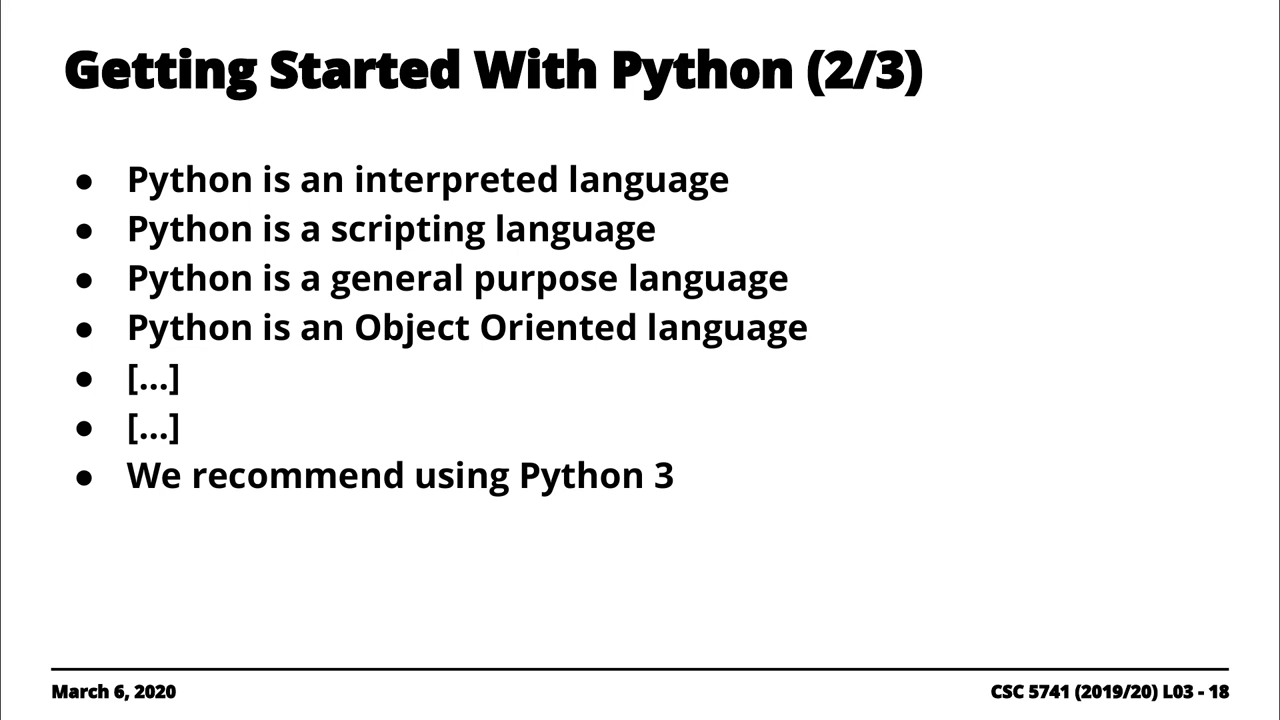 Getting Started With Python (2/3)
● Python is an interpreted language
● Python is a scripting language
● Python is a general purpose language
● Python is an Object Oriented language
● [...]
● [...]
● We recommend using Python 3
March 6, 2020
CSC 5741 (2019/20) L03 - 18